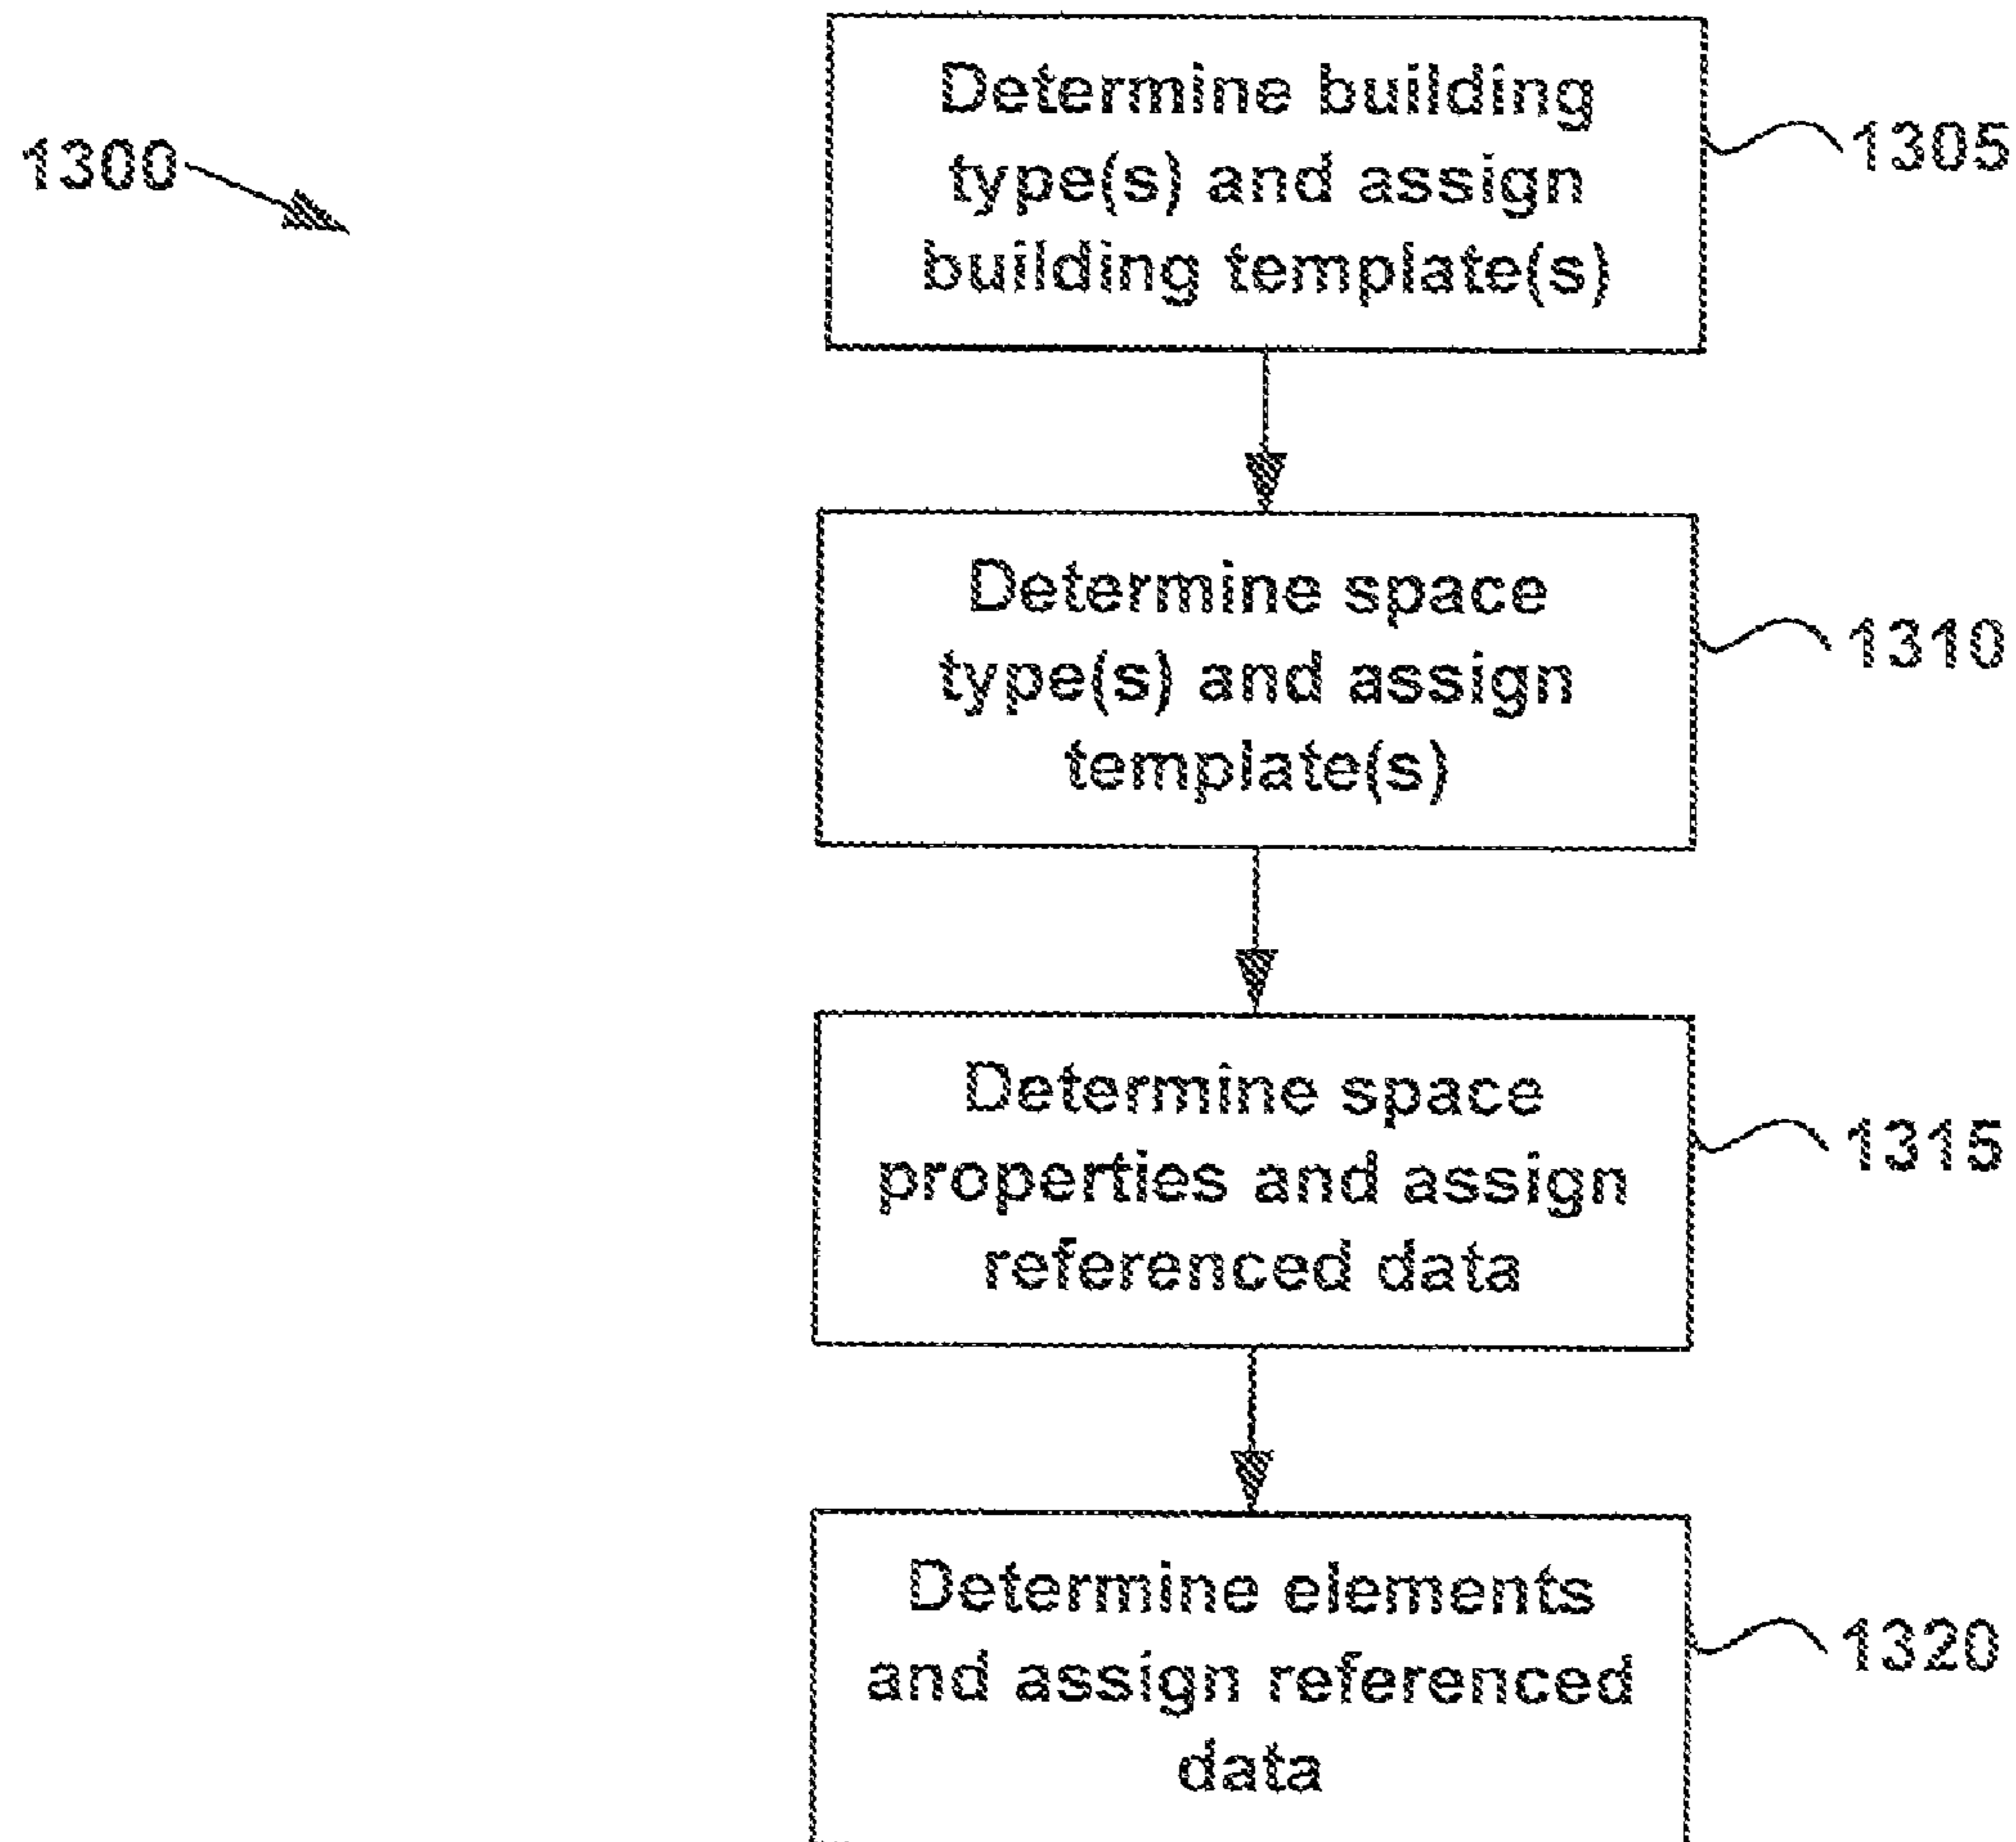 1300
Determine building
type(s) and assign
building template(s)
1305
Determine space
type(s) and assign
template(s)
1310
Determine space
properties and assign
referenced data
1315
Determine elements
and assign referenced
data
1320